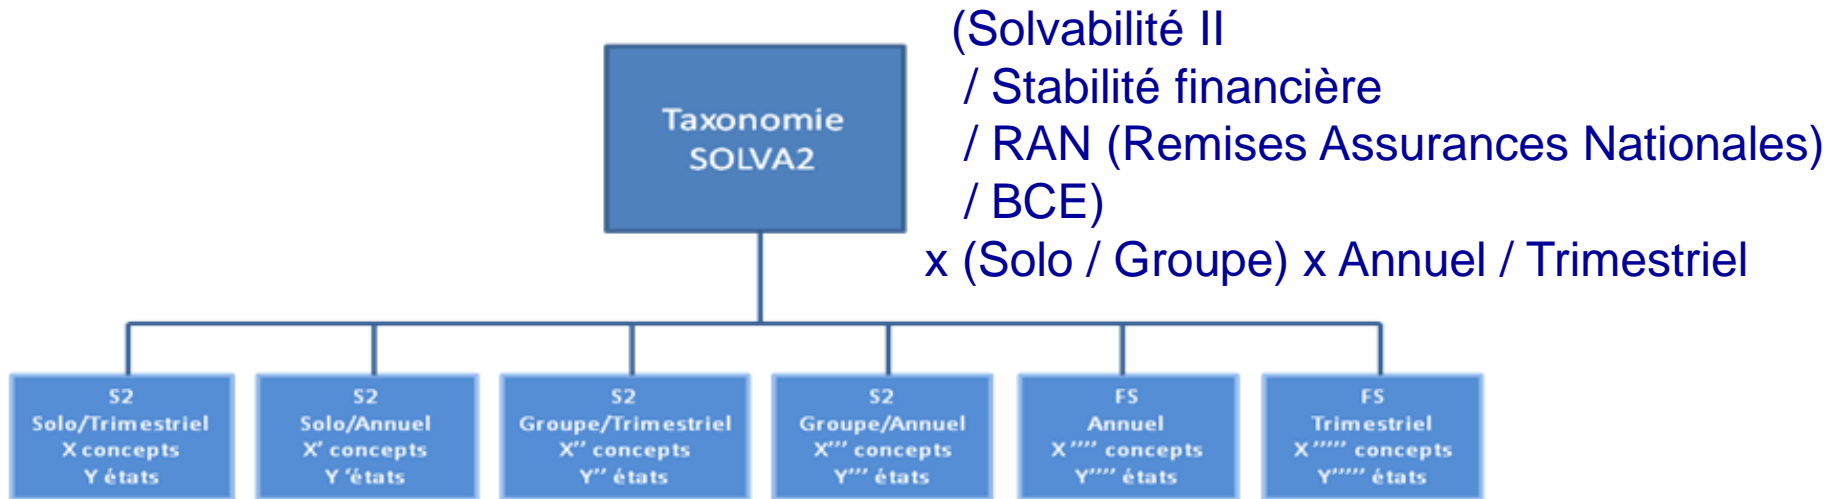 (Solvabilité II
/ Stabilité financière
/ RAN (Remises Assurances Nationales)
/ BCE)
x (Solo / Groupe) x Annuel / Trimestriel
Taxonomie
SOLVA2
S2
Solo/Trimestriel
X concepts
Y états
S2
Solo/Annuel
X' concepts
Y 'états
S2
Groupe/Trimestriel
X'' concepts
Y'' états
S2
Groupe/Annuel
X''' concepts
Y''' états
FS
Annuel
X '''' concepts
Y'''' états
FS
Trimestriel
X ''''' concepts
Y''''' états